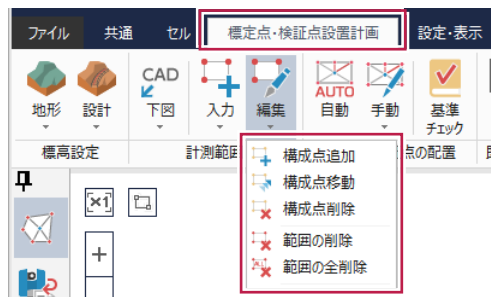 ファイル 共通 セル 標定点・検証点設置計画 設定・表示
地形 設計 CAD 下図 入力 編集 AUTO 自動 手動 基準 チェック
標高設定 計測範囲 点の配置
構成点追加
構成点移動
構成点削除
範囲の削除
範囲の全削除
×1